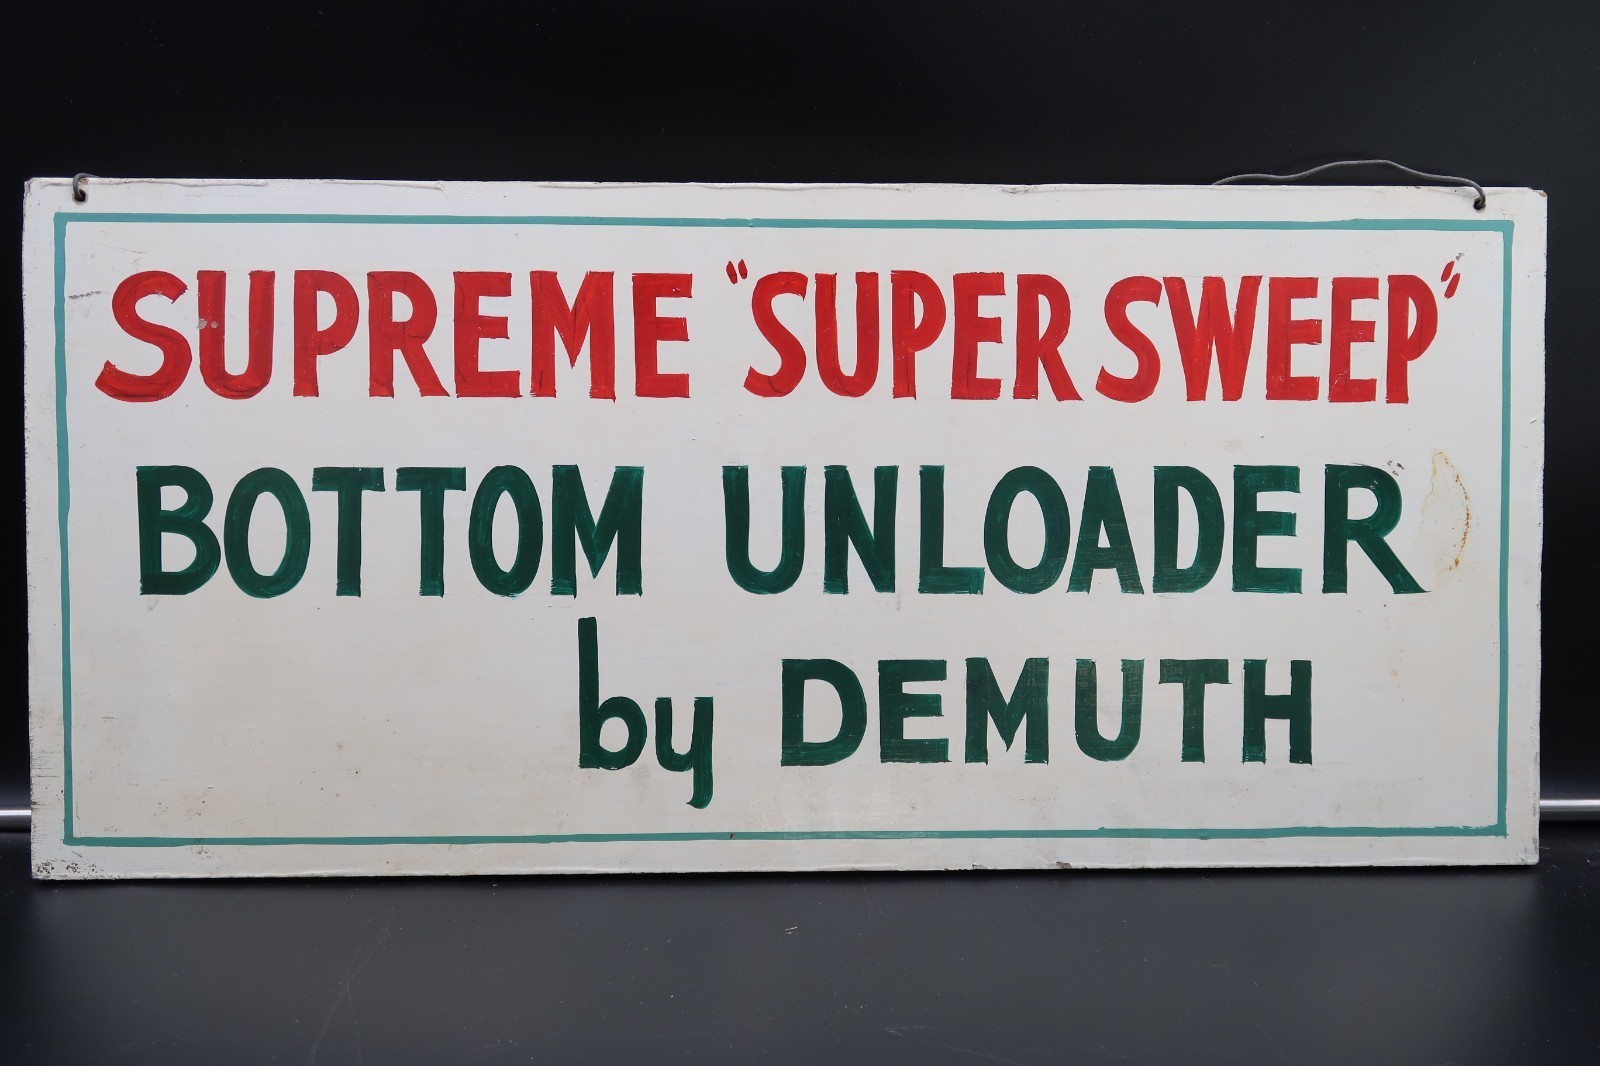 SUPREME "SUPER SWEEP"
BOTTOM UNLOADER
by DEMUTH